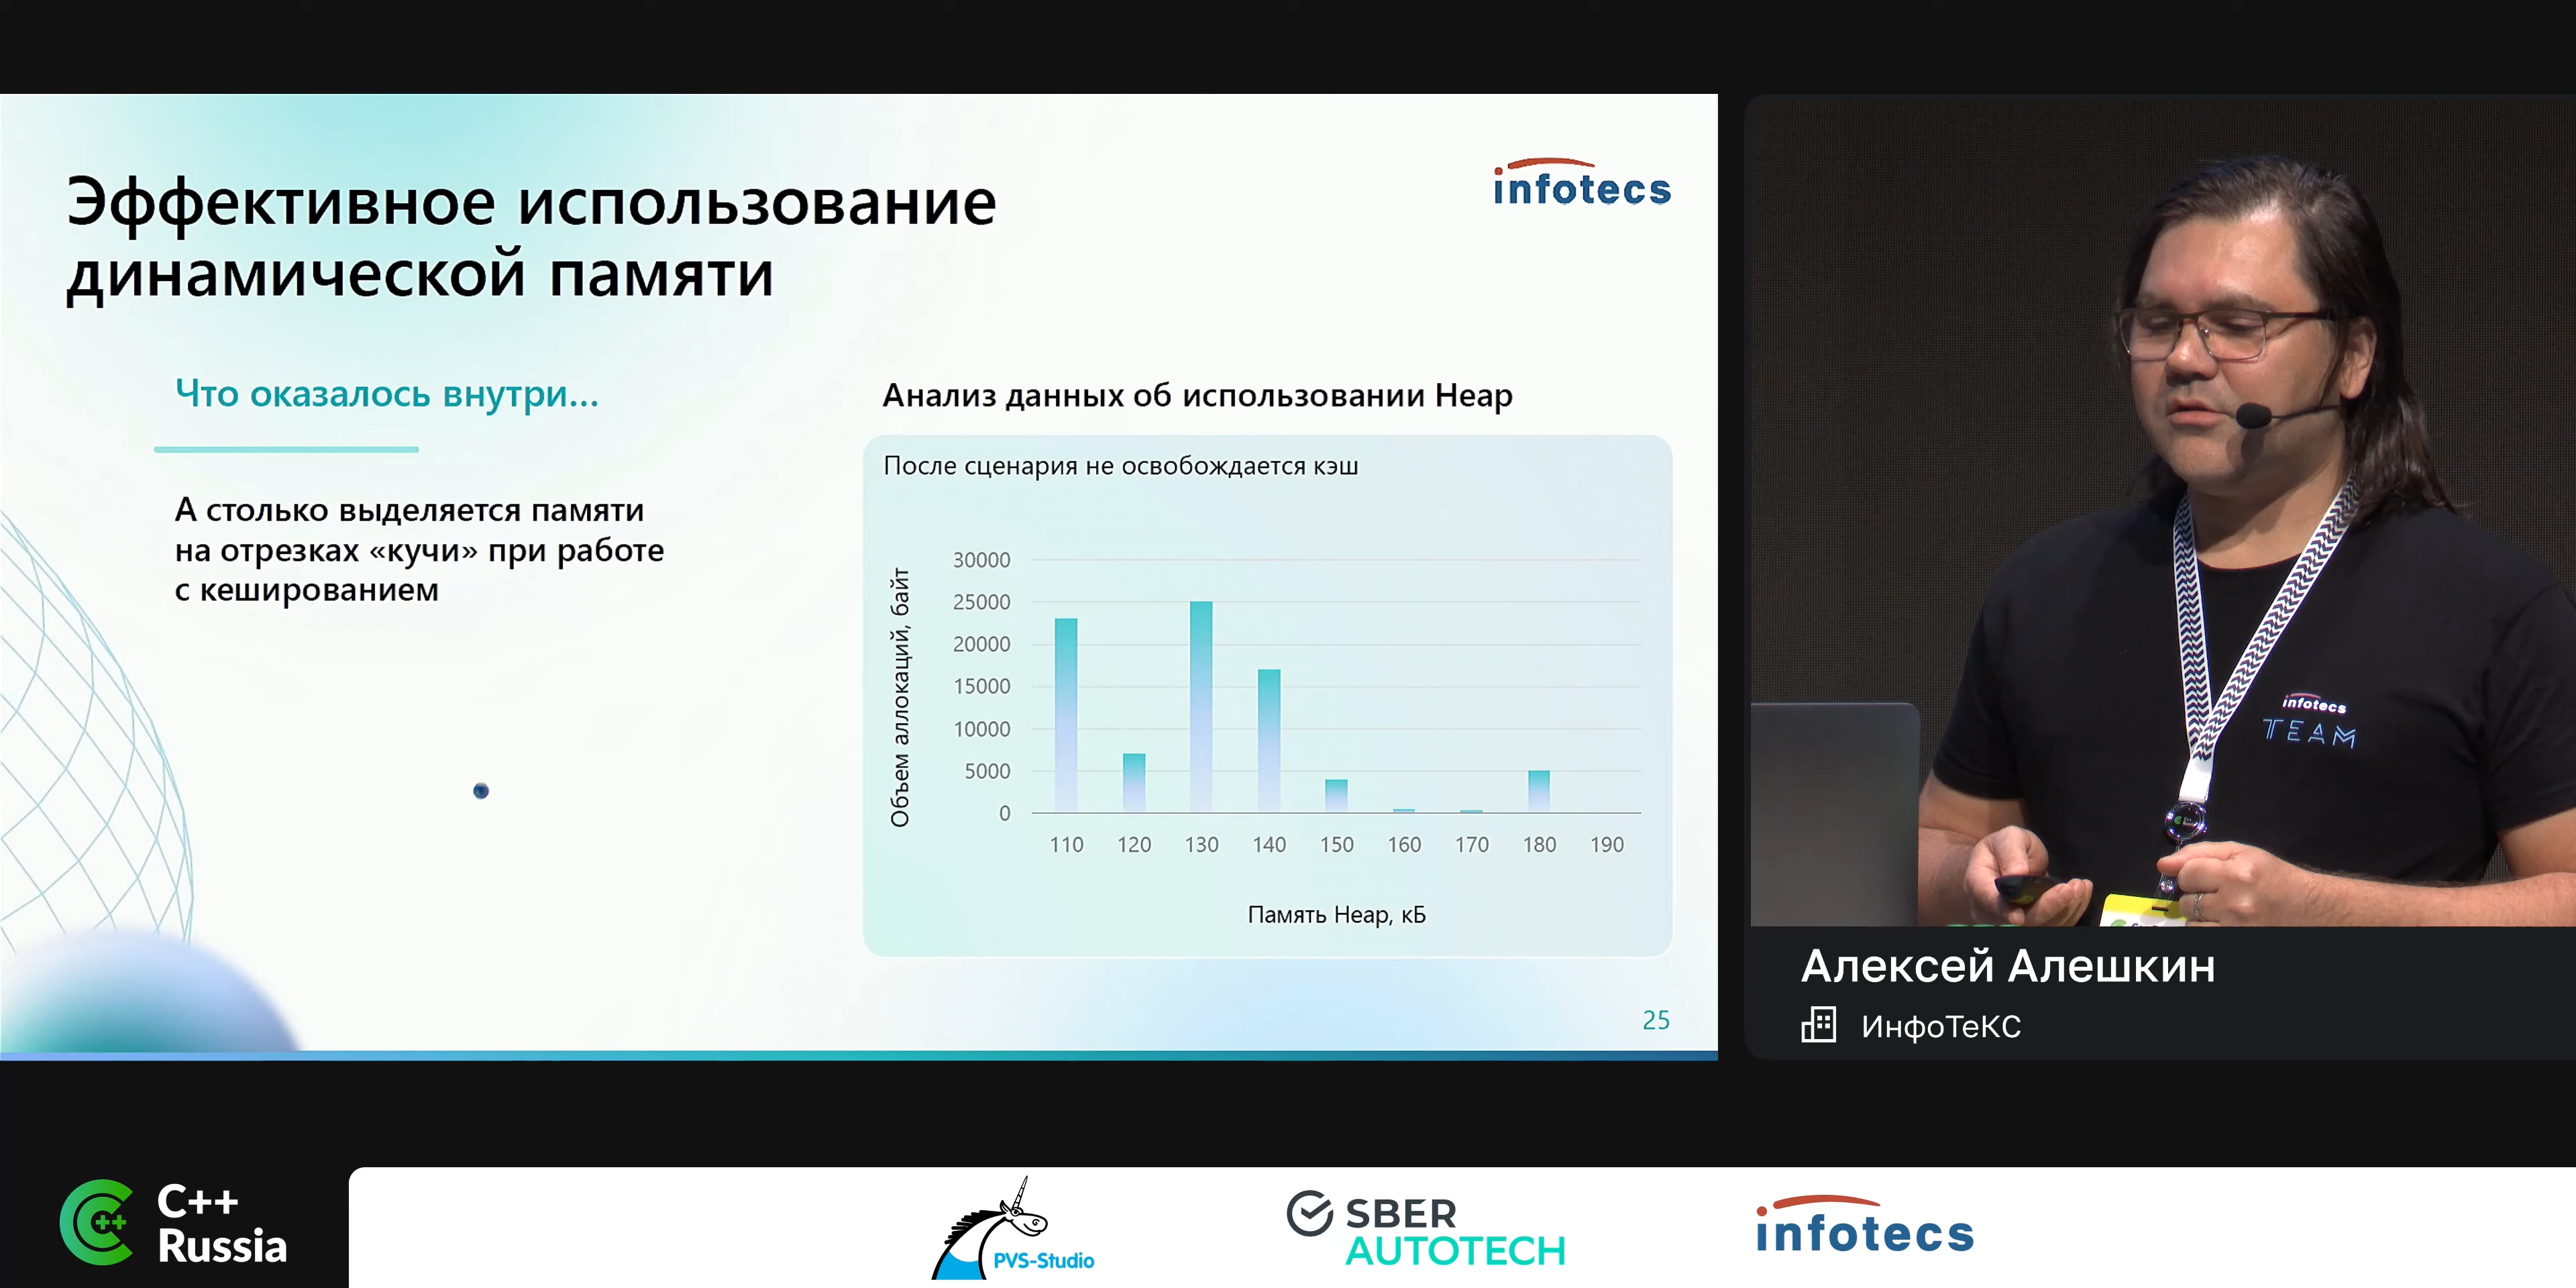 Эффективное использование
динамической памяти
infotecs
Что оказалось внутри...
А столько выделяется памяти
на отрезках «кучи» при работе
с кешированием
Анализ данных об использовании Heap
После сценария не освобождается кэш
Объем аллокаций, байт
30000
25000
20000
15000
10000
5000
0
110 120 130 140 150 160 170 180 190
Память Heap, кБ
25
infotecs
TEAM
Алексей Алешкин
ИнфоТеКС
C++
Russia
PVS-Studio
SBER
AUTOTECH
infotecs